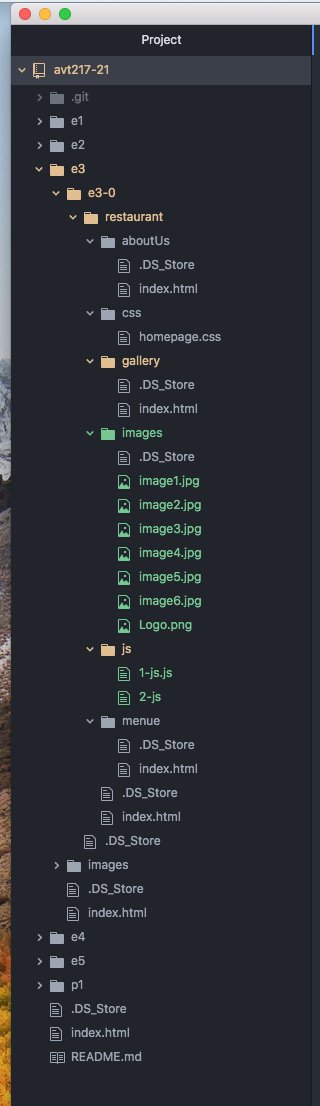 Project
avt217-21
.git
e1
e2
e3
e3-0
restaurant
aboutUs
.DS_Store
index.html
css
homepage.css
gallery
.DS_Store
index.html
images
.DS_Store
image1.jpg
image2.jpg
image3.jpg
image4.jpg
image5.jpg
image6.jpg
Logo.png
js
1-js.js
2-js
menue
.DS_Store
index.html
.DS_Store
index.html
.DS_Store
images
.DS_Store
index.html
e4
e5
p1
.DS_Store
index.html
README.md